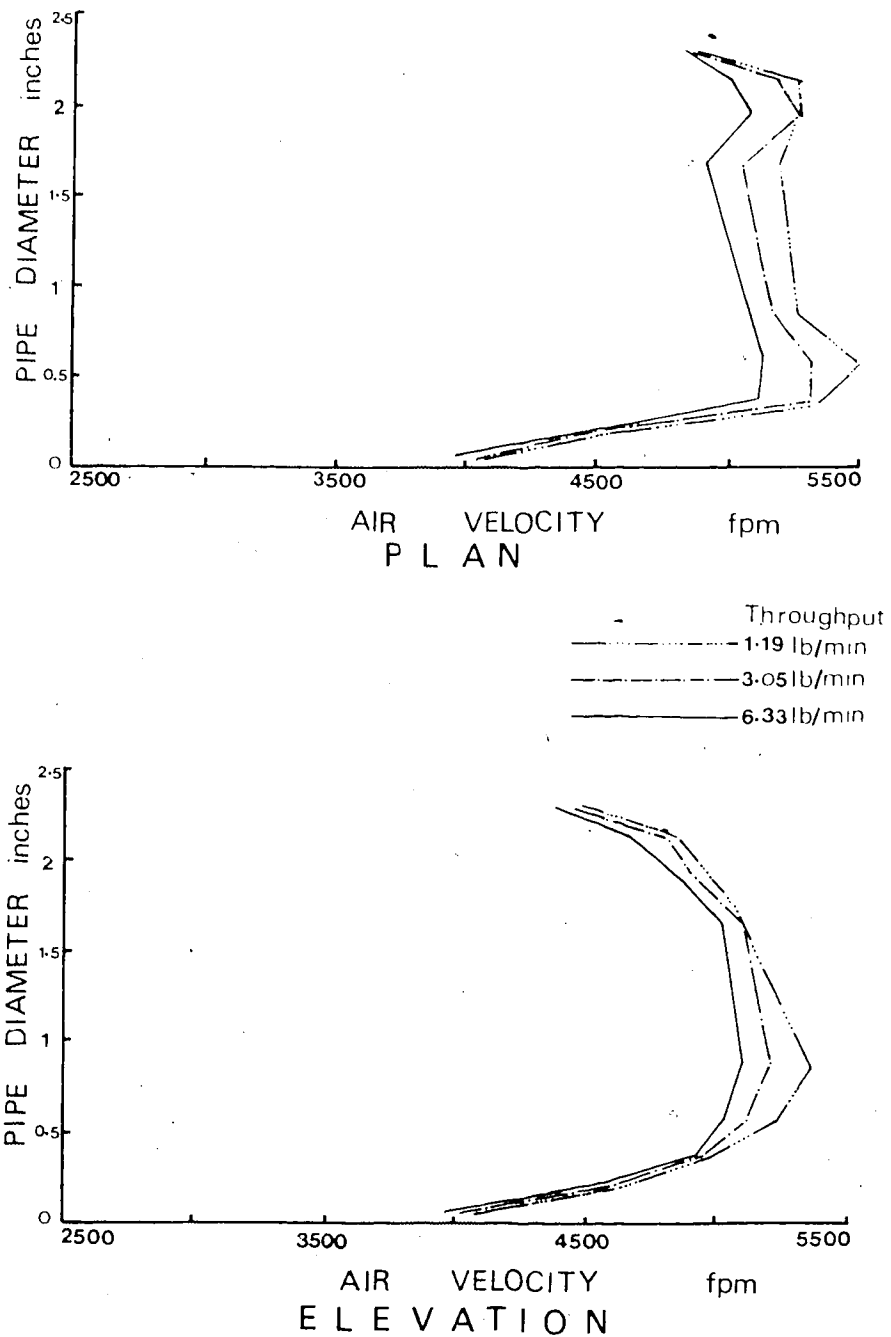 PIPE DIAMETER inches
2.5
2
1.5
1
0.5
0
2500 3500 4500 5500
AIR VELOCITY fpm
PLAN
Throughput
1.19 lb/min
3.05 lb/min
6.33 lb/min
PIPE DIAMETER inches
2.5
2
1.5
1
0.5
0
2500 3500 4500 5500
AIR VELOCITY fpm
ELEVATION